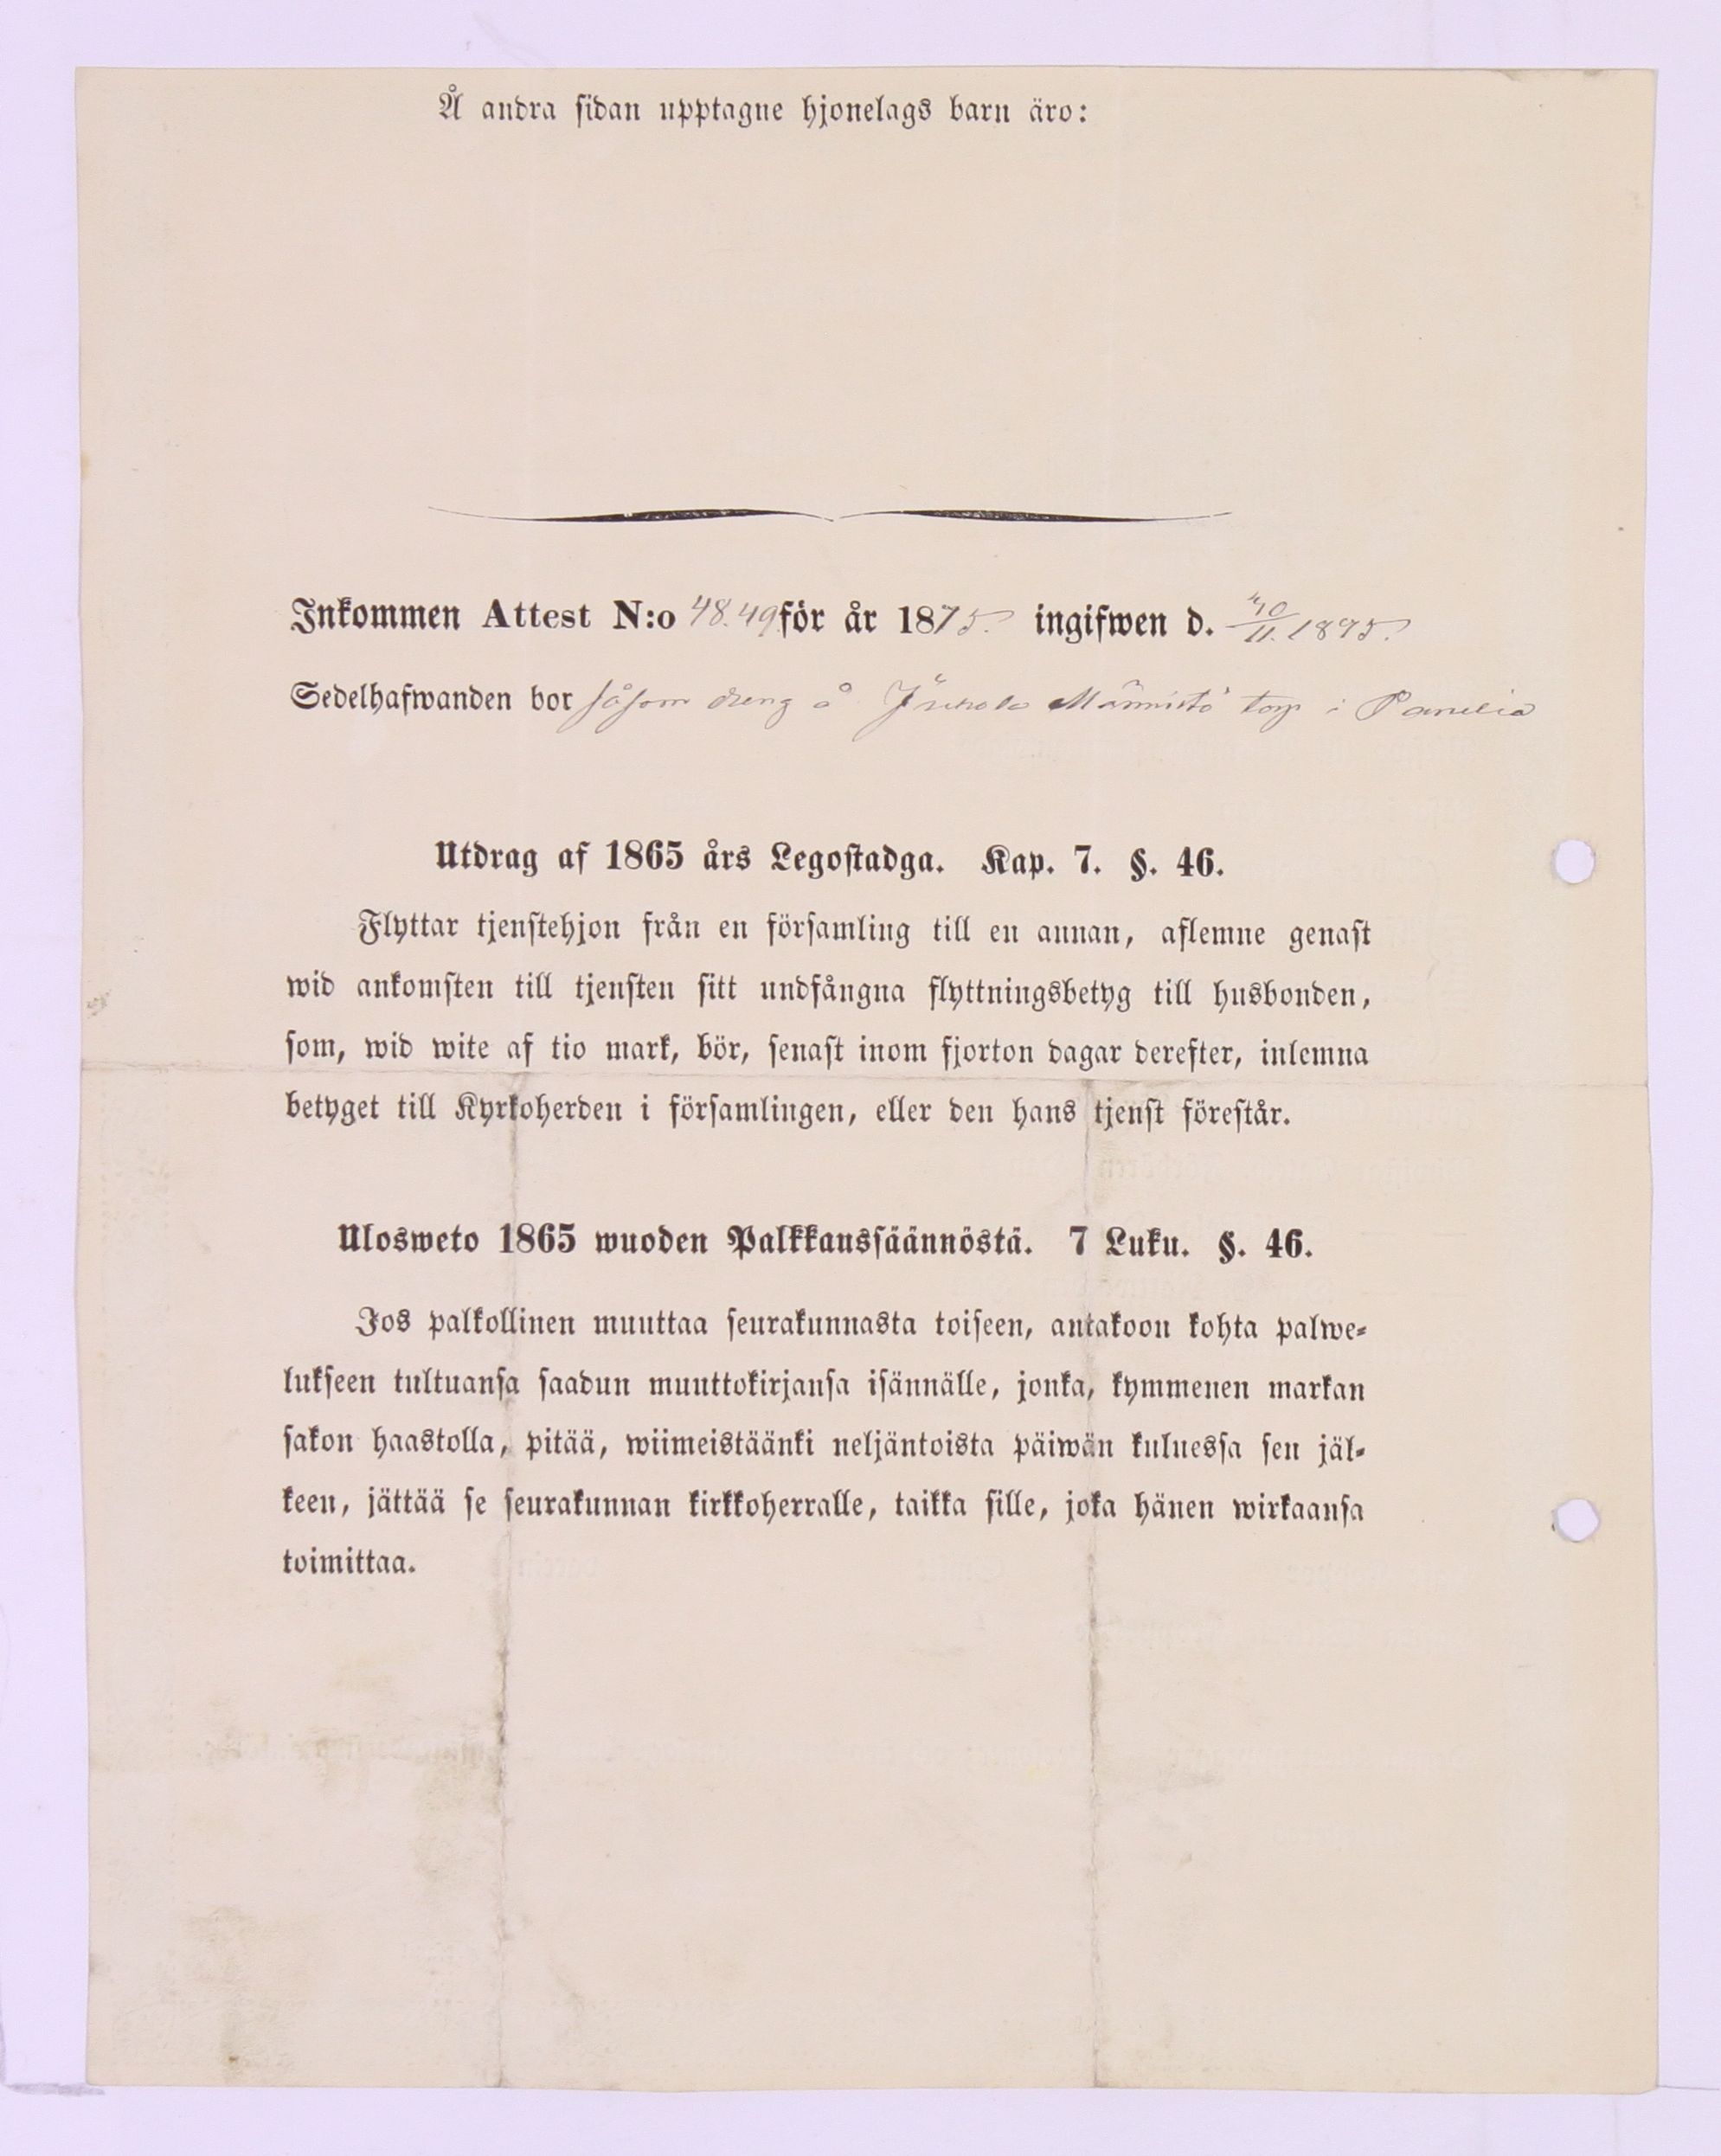 Å andra sidan upptagne hjonelags barn äro:
Inkommen Attest N:o 48.49 för år 1875. ingifwen d. 10/11. 1875.
Sedelhafwanden bor såsom dreng å Männistö torp i Panelia
Utdrag af 1865 års Legostadga. Kap. 7. §. 46.
Flyttar tjenstehjon från en församling till en annan, aflemne genast
wid ankomsten till tjensten sitt undfångna flyttningsbetyg till husbonden,
som, wid wite af tio mark, bör, senast inom fjorton dagar derefter, inlemna
betyget till Kyrkoherden i församlingen, eller den hans tjenst förestår.
Ulosweto 1865 wuoden Palkkanssäännöstä. 7 Luku. §. 46.
Jos palkollinen muuttaa seurakunnasta toiseen, antakoon kohta palwe-
lukseen tultuansa saadun muuttokirjansa isännälle, jonka, kymmenen markan
sakon haastolla, pitää, wiimeistäänki neljäntoista päiwän kuluessa sen jäl-
keen, jättää se seurakunnan kirkkoherralle, taikka sille, joka hänen wirkaansa
toimittaa.